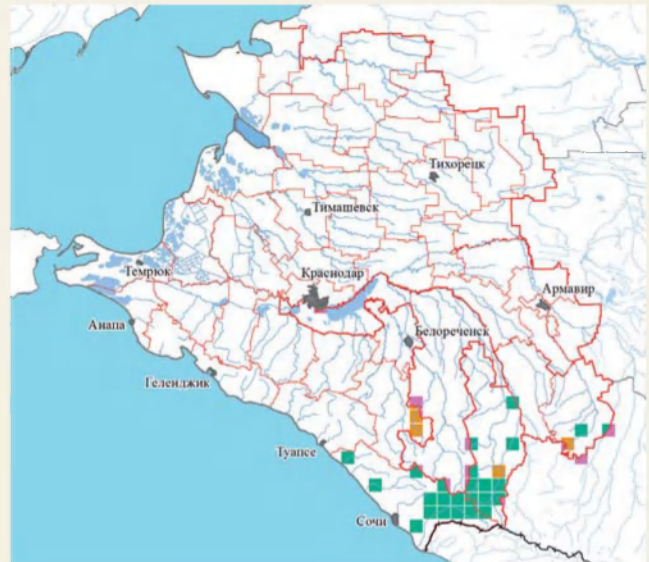 Тихорецк
Тимашевск
Темрюк
Краснодар
Армавир
Анапа
Белореченск
Геленджик
Туапсе
Сочи